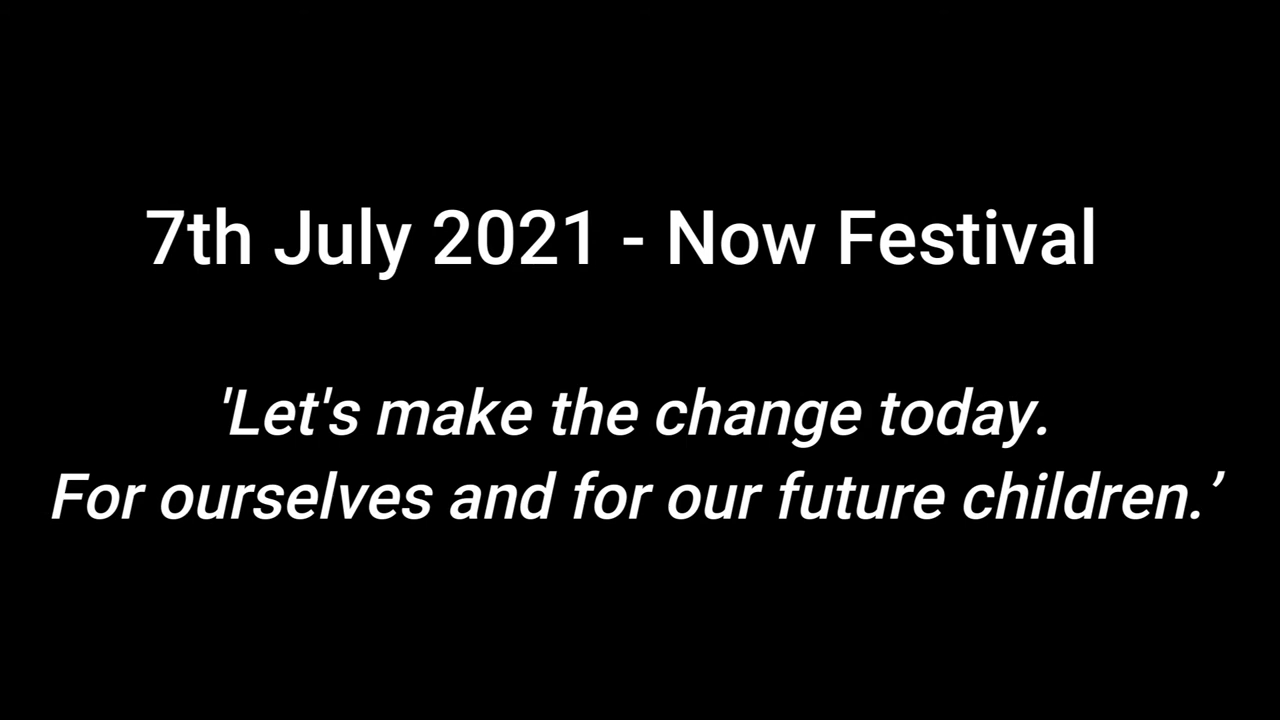 7th July 2021 - Now Festival
'Let's make the change today.
For ourselves and for our future children.’